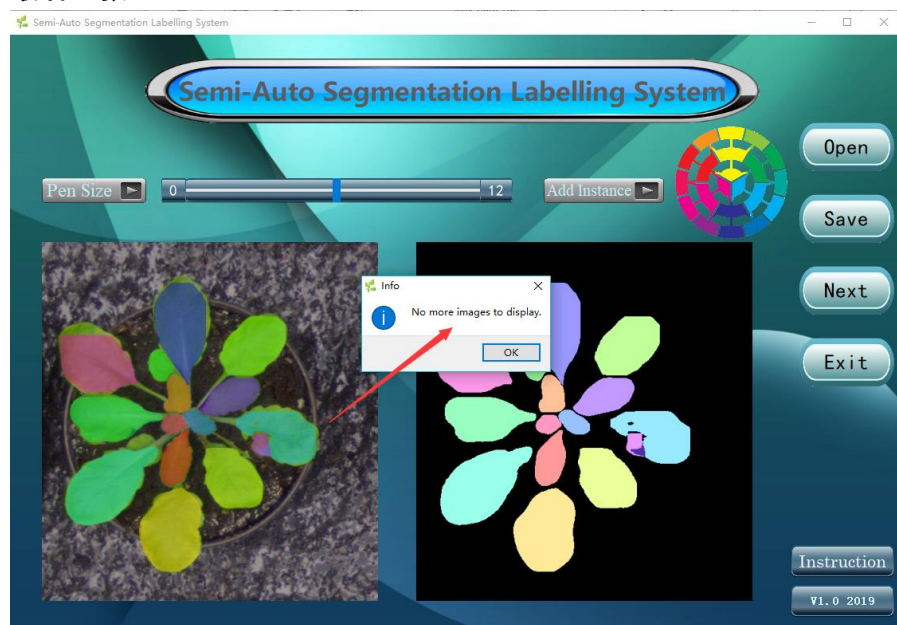 Semi-Auto Segmentation Labelling System
Semi-Auto Segmentation Labelling System
Open
Pen Size
0
12
Add Instance
Save
Info
No more images to display.
OK
Next
Exit
Instruction
V1.0 2019